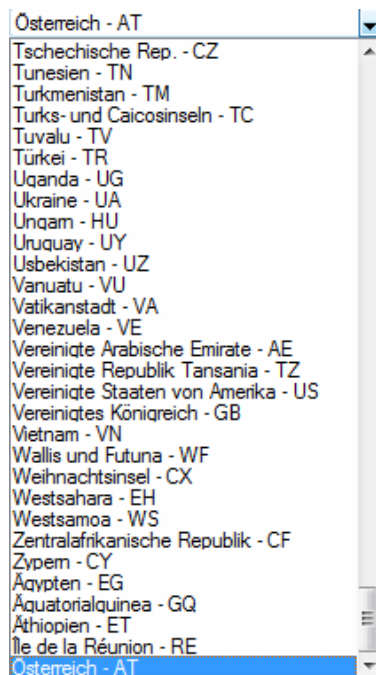 Österreich - AT
Tschechische Rep. - CZ
Tunesien - TN
Turkmenistan - TM
Turks- und Caicosinseln - TC
Tuvalu - TV
Türkei - TR
Uganda - UG
Ukraine - UA
Ungarn - HU
Uruguay - UY
Usbekistan - UZ
Vanuatu - VU
Vatikanstadt - VA
Venezuela - VE
Vereinigte Arabische Emirate - AE
Vereinigte Republik Tansania - TZ
Vereinigte Staaten von Amerika - US
Vereinigtes Königreich - GB
Vietnam - VN
Wallis und Futuna - WF
Weihnachtsinsel - CX
Westsahara - EH
Westsamoa - WS
Zentralafrikanische Republik - CF
Zypern - CY
Ägypten - EG
Äquatorialguinea - GQ
Äthiopien - ET
Île de la Réunion - RE
Österreich - AT